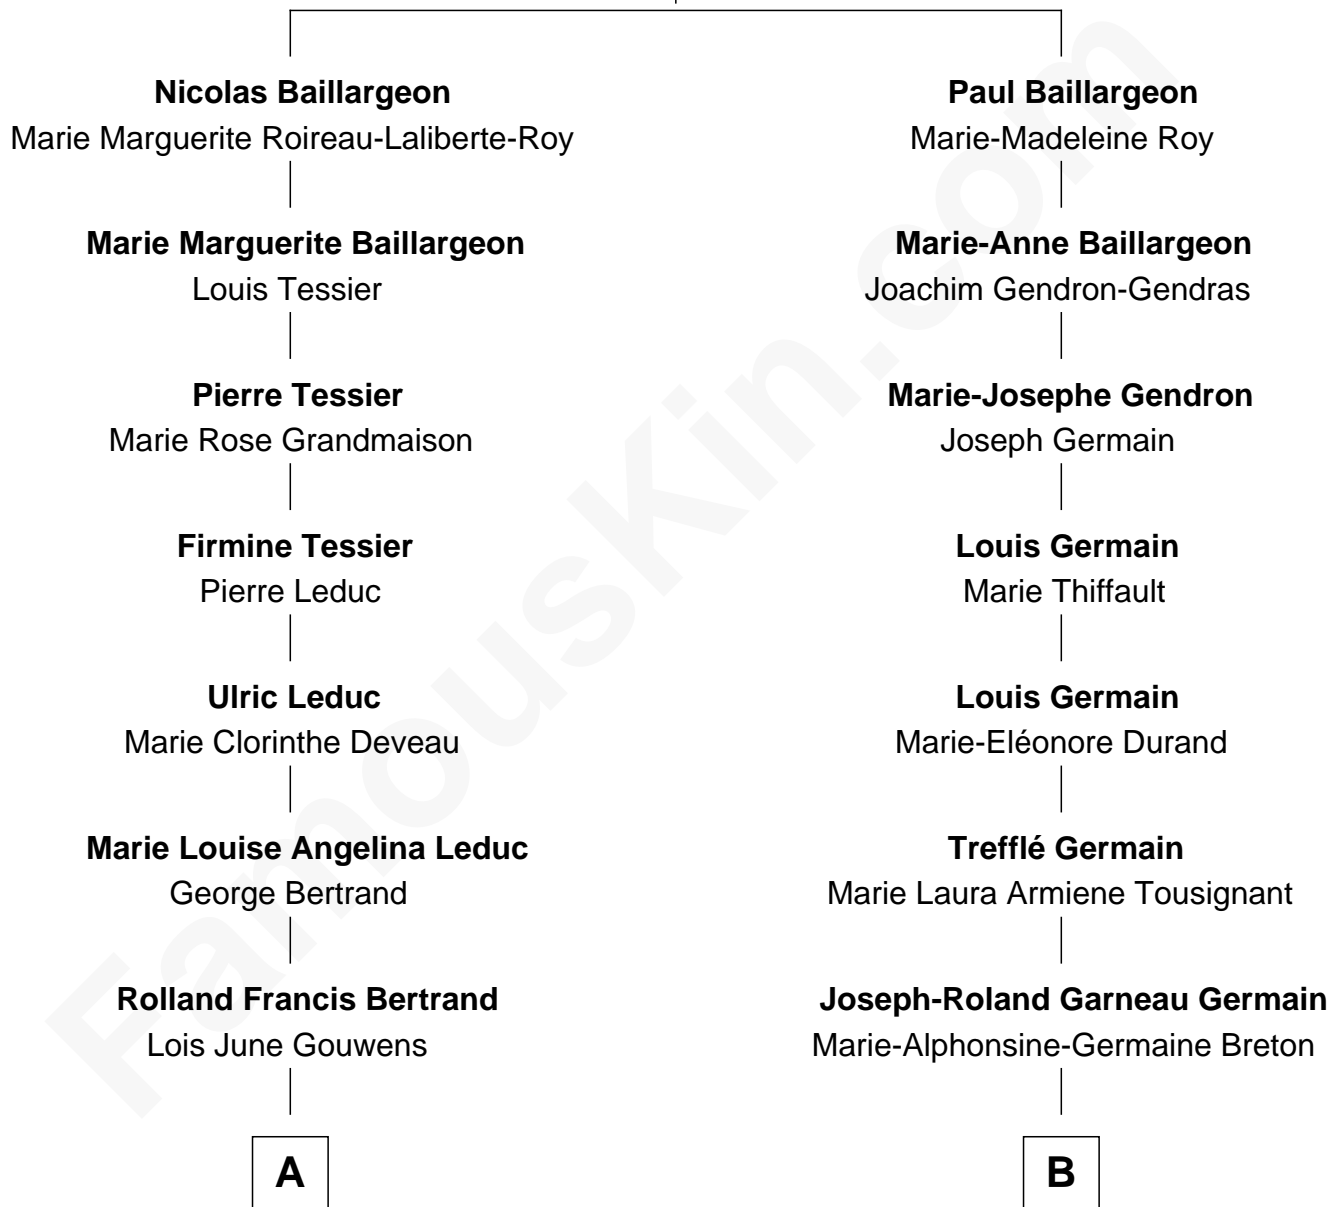 Nicolas Baillargeon
Marie Marguerite Roireau-Laliberte-Roy
Marie Marguerite Baillargeon
Louis Tessier
Pierre Tessier
Marie Rose Grandmaison
Firmine Tessier
Pierre Leduc
Ulric Leduc
Marie Clorinthe Deveau
Marie Louise Angelina Leduc
George Bertrand
Rolland Francis Bertrand
Lois June Gouwens
A
Paul Baillargeon
Marie-Madeleine Roy
Marie-Anne Baillargeon
Joachim Gendron-Gendras
Marie-Josephe Gendron
Joseph Germain
Louis Germain
Marie Thiffault
Louis Germain
Marie-Eléonore Durand
Trefflé Germain
Marie Laura Armiene Tousignant
Joseph-Roland Garneau Germain
Marie-Alphonsine-Germaine Breton
B
FamousKin.com